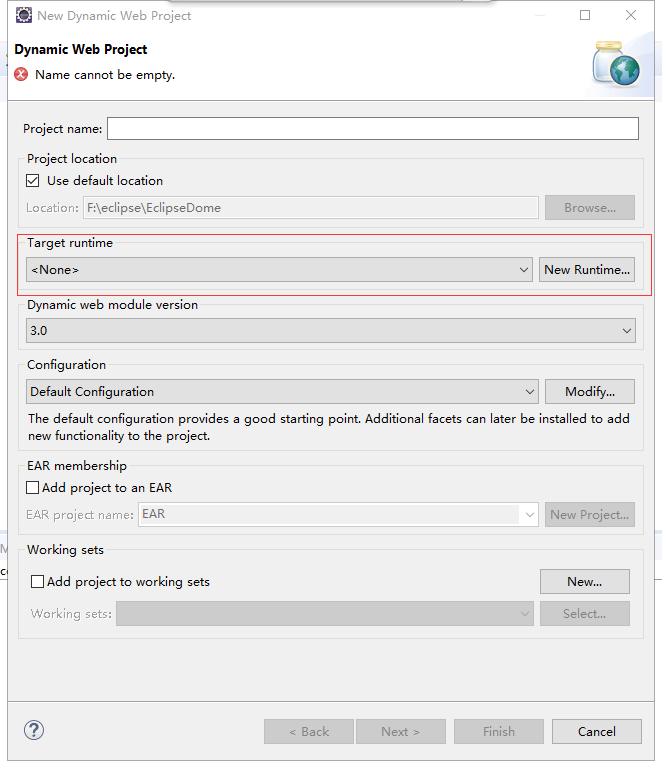 New Dynamic Web Project
Dynamic Web Project
Name cannot be empty.
Project name:
Project location
Use default location
Location: F:\eclipse\EclipseDome Browse...
Target runtime
<None> New Runtime...
Dynamic web module version
3.0
Configuration
Default Configuration Modify...
The default configuration provides a good starting point. Additional facets can later be installed to add
new functionality to the project.
EAR membership
Add project to an EAR
EAR project name: EAR New Project...
Working sets
Add project to working sets New...
Working sets: Select...
? < Back Next > Finish Cancel